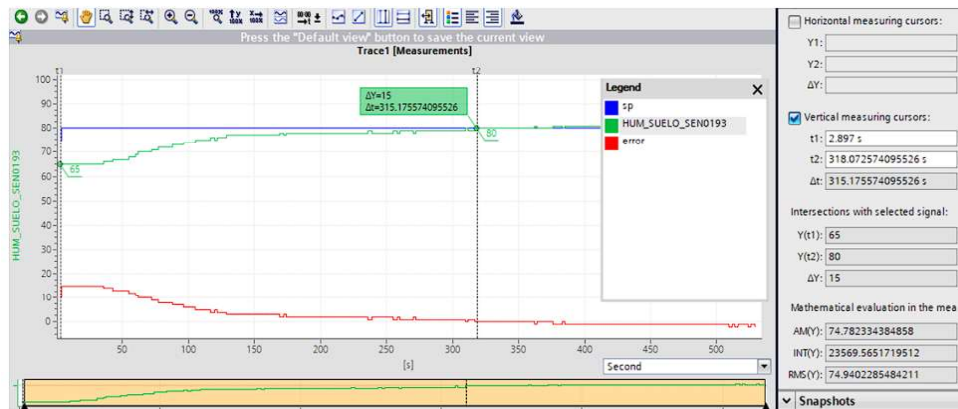 Press the "Default view" button to save the current view
Trace1 [Measurements]
t1
t2
HUM_SUELO_SEN0193
100
90
80
70
60
50
40
30
20
10
0
ΔY=15
Δt=315.175574095526
65
80
Legend
sp
HUM_SUELO_SEN0193
error
50
100
150
200
250
300
350
400
450
500
[s]
Second
Horizontal measuring cursors:
Y1:
Y2:
ΔY:
Vertical measuring cursors:
t1: 2.897 s
t2: 318.072574095526 s
Δt: 315.175574095526 s
Intersections with selected signal:
Y(t1): 65
Y(t2): 80
ΔY: 15
Mathematical evaluation in the mea
AM(Y): 74.782334384858
INT(Y): 23569.5651719512
RMS(Y): 74.9402285484211
Snapshots